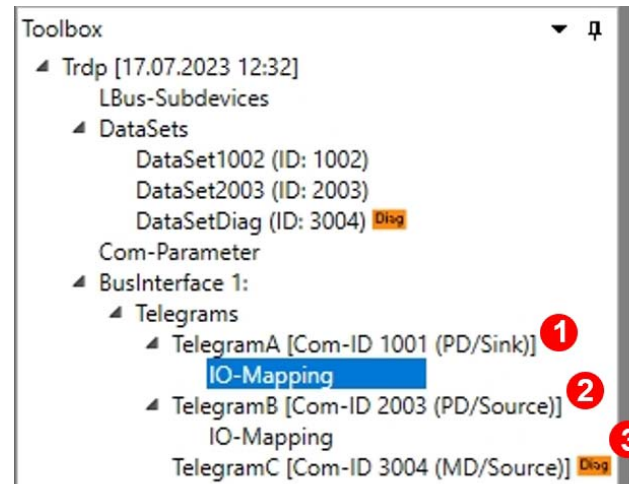 Toolbox
Trdp [17.07.2023 12:32]
LBus-Subdevices
DataSets
DataSet1002 (ID: 1002)
DataSet2003 (ID: 2003)
DataSetDiag (ID: 3004) Diag
Com-Parameter
BusInterface 1:
Telegrams
TelegramA [Com-ID 1001 (PD/Sink)] 1
IO-Mapping
TelegramB [Com-ID 2003 (PD/Source)] 2
IO-Mapping
TelegramC [Com-ID 3004 (MD/Source)] Diag 3